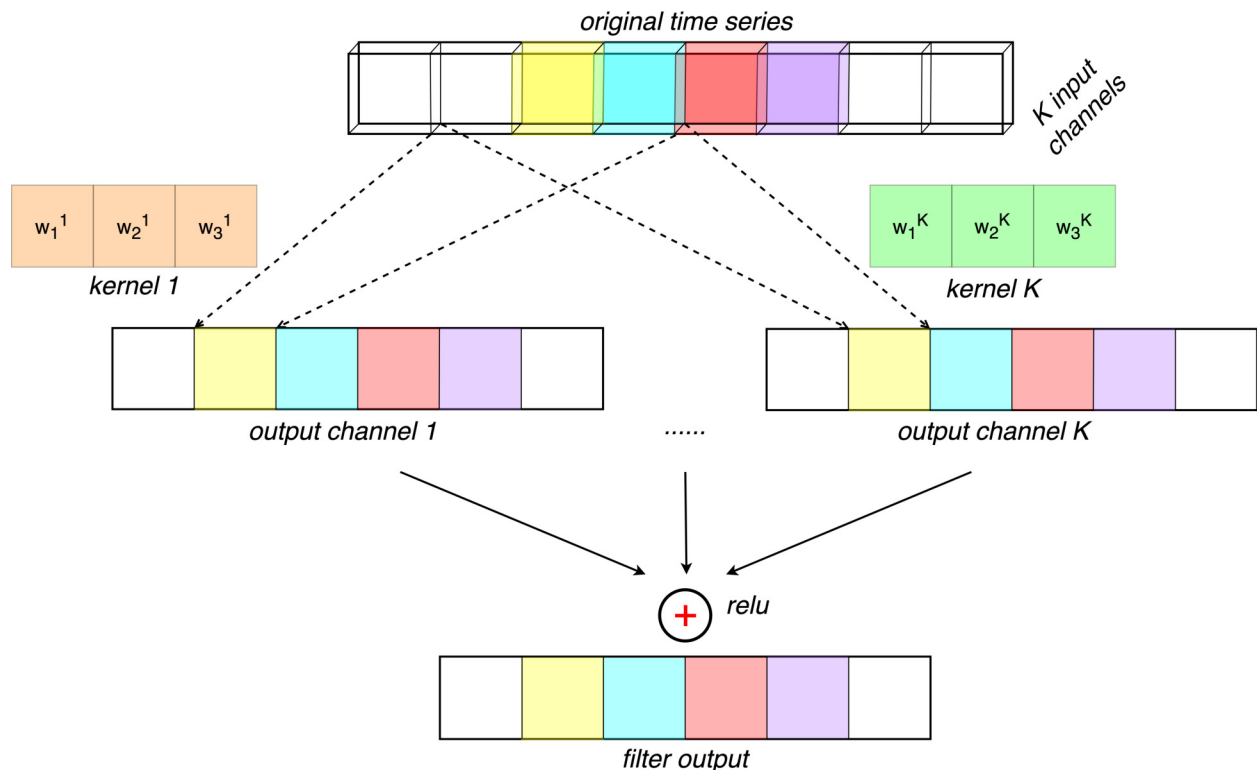 original time series
K input
channels
w₁¹ w₂¹ w₃¹
kernel 1
w₁ᴷ w₂ᴷ w₃ᴷ
kernel K
output channel 1
......
output channel K
+
relu
filter output